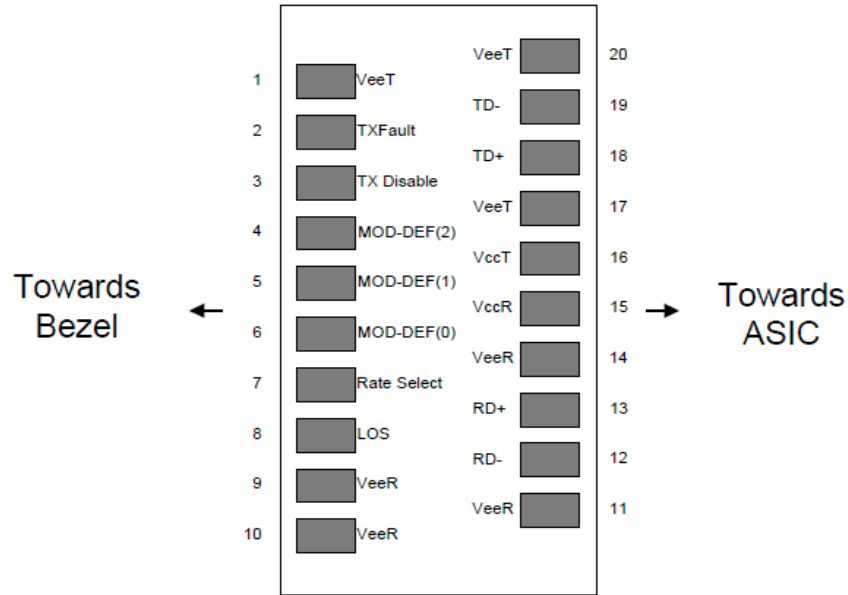 Towards
Bezel
1 VeeT
2 TXFault
3 TX Disable
4 MOD-DEF(2)
5 MOD-DEF(1)
6 MOD-DEF(0)
7 Rate Select
8 LOS
9 VeeR
10 VeeR
VeeT 20
TD- 19
TD+ 18
VeeT 17
VccT 16
VccR 15
VeeR 14
RD+ 13
RD- 12
VeeR 11
Towards
ASIC